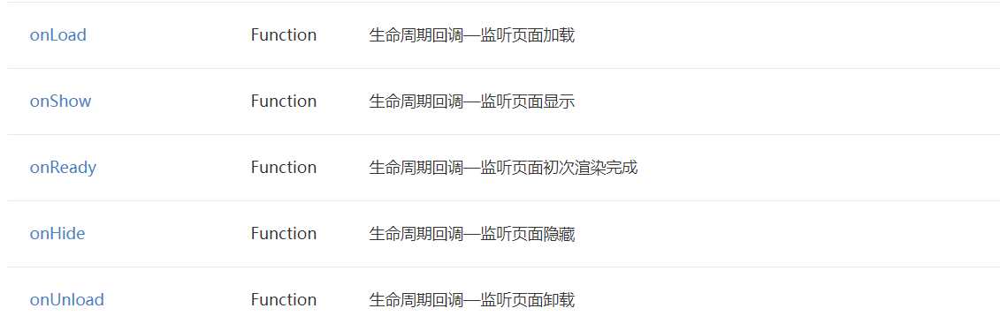 onLoad Function 生命周期回调—监听页面加载
onShow Function 生命周期回调—监听页面显示
onReady Function 生命周期回调—监听页面初次渲染完成
onHide Function 生命周期回调—监听页面隐藏
onUnload Function 生命周期回调—监听页面卸载